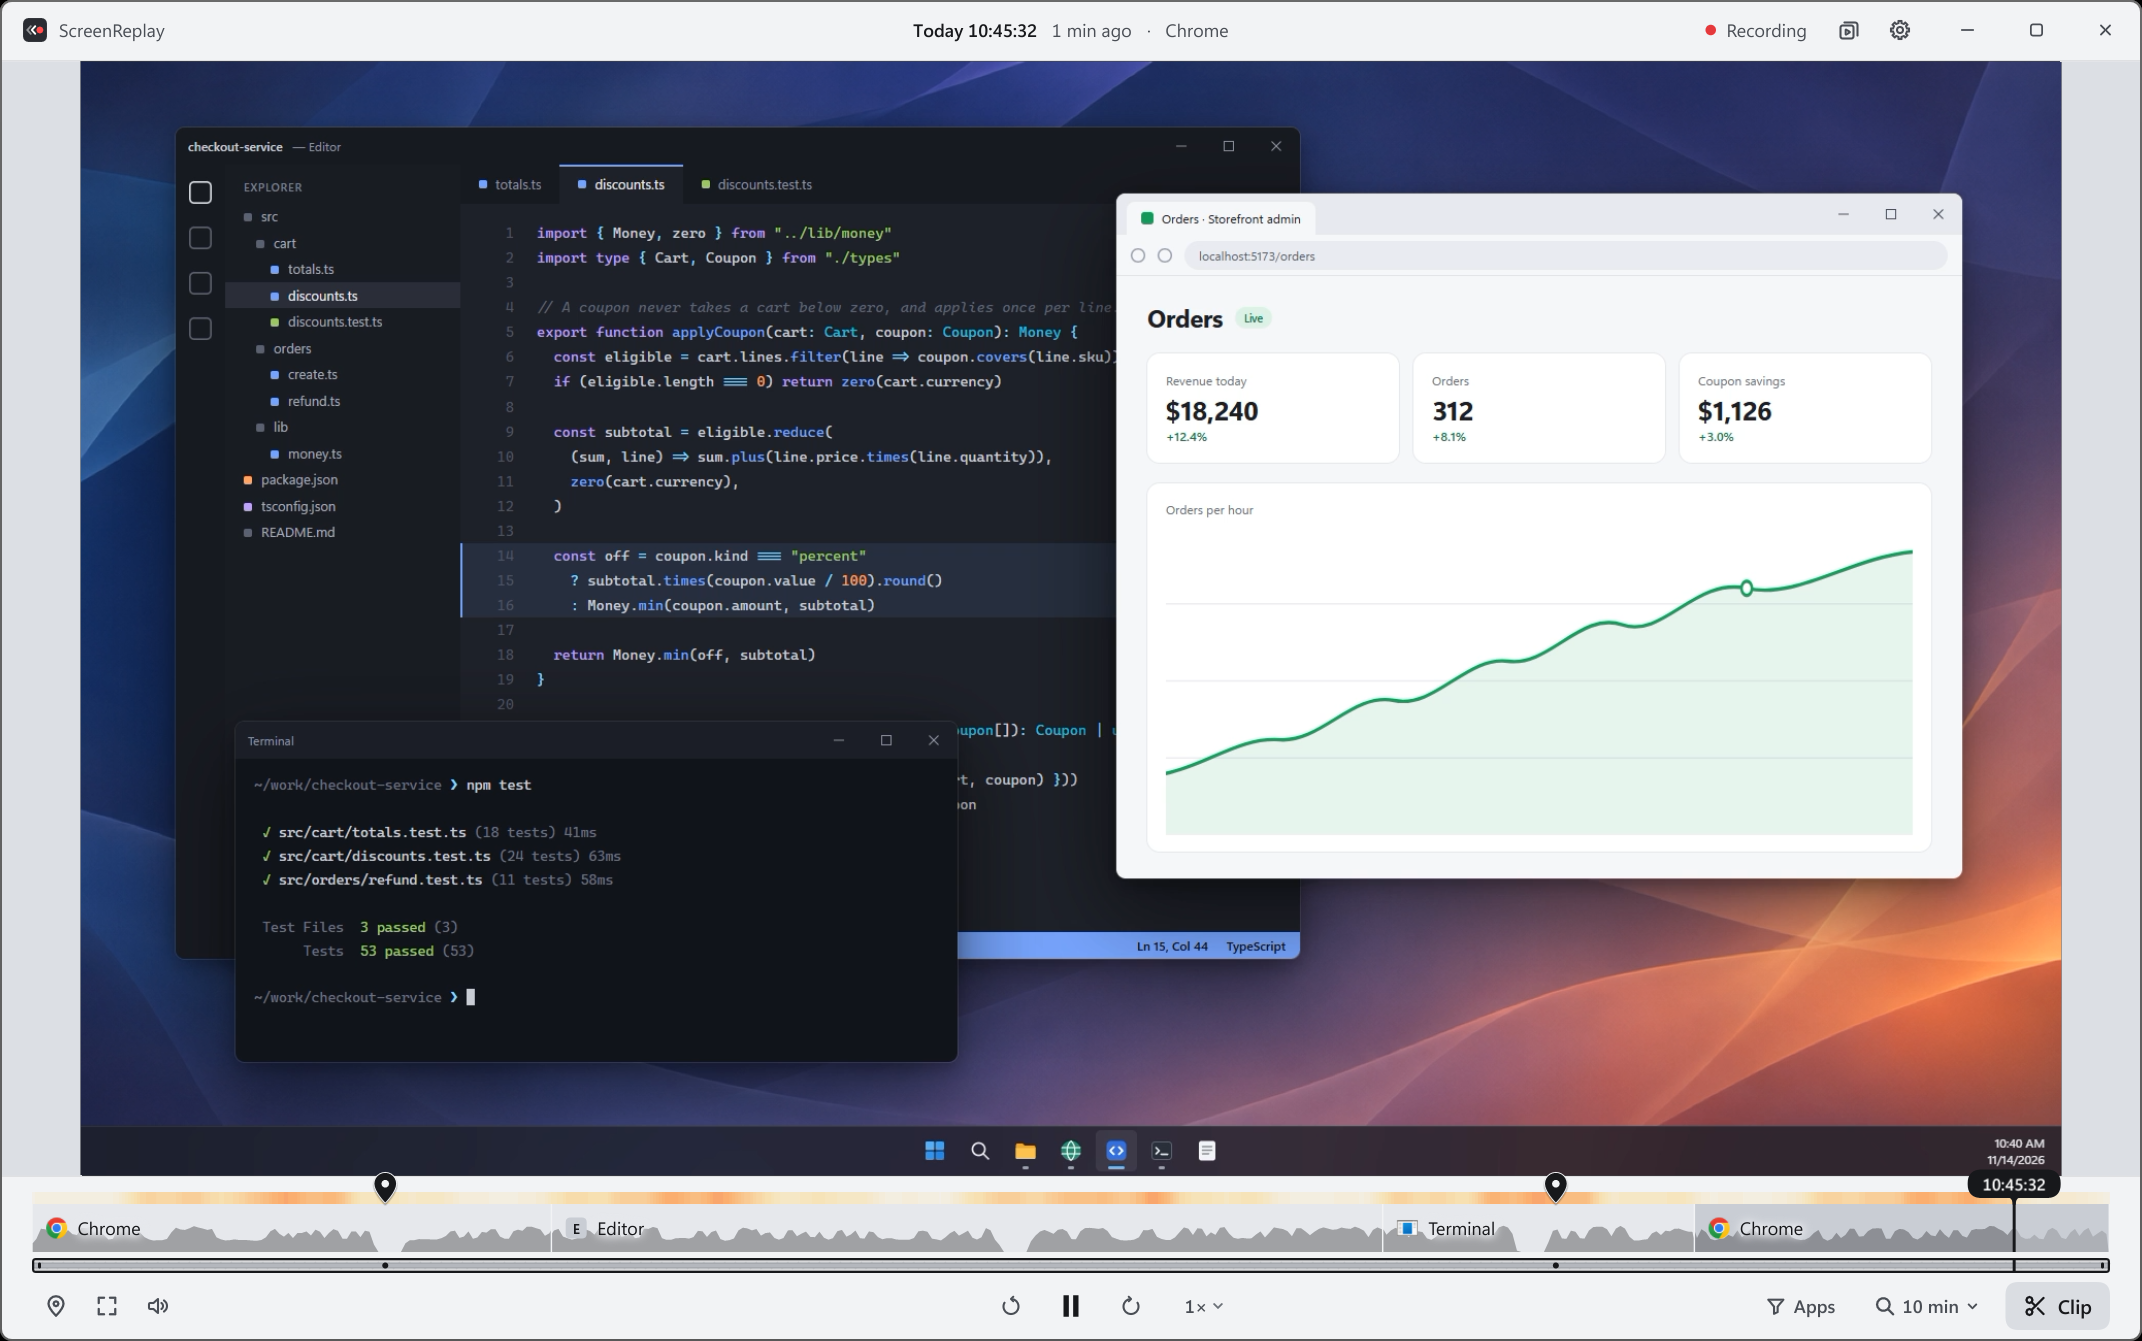 ScreenReplay
Today 10:45:32 1 min ago · Chrome
Recording
checkout-service — Editor
EXPLORER
src
cart
totals.ts
discounts.ts
discounts.test.ts
orders
create.ts
refund.ts
lib
money.ts
package.json
tsconfig.json
README.md
totals.ts
discounts.ts
discounts.test.ts
1 import { Money, zero } from "../lib/money"
2 import type { Cart, Coupon } from "./types"
3
4 // A coupon never takes a cart below zero, and applies once per line.
5 export function applyCoupon(cart: Cart, coupon: Coupon): Money {
6 const eligible = cart.lines.filter(line => coupon.covers(line.sku))
7 if (eligible.length === 0) return zero(cart.currency)
8
9 const subtotal = eligible.reduce(
10 (sum, line) => sum.plus(line.price.times(line.quantity)),
11 zero(cart.currency),
12 )
13
14 const off = coupon.kind === "percent"
15 ? subtotal.times(coupon.value / 100).round()
16 : Money.min(coupon.amount, subtotal)
17
18 return Money.min(off, subtotal)
19 }
20
upon[]): Coupon |
t, coupon) }))
on
Ln 15, Col 44 TypeScript
Terminal
~/work/checkout-service ❯ npm test
✓ src/cart/totals.test.ts (18 tests) 41ms
✓ src/cart/discounts.test.ts (24 tests) 63ms
✓ src/orders/refund.test.ts (11 tests) 58ms
Test Files 3 passed (3)
Tests 53 passed (53)
~/work/checkout-service ❯
Orders · Storefront admin
localhost:5173/orders
Orders Live
Revenue today
$18,240
+12.4%
Orders
312
+8.1%
Coupon savings
$1,126
+3.0%
Orders per hour
10:40 AM
11/14/2026
10:45:32
Chrome
E Editor
Terminal
Chrome
1×
Apps
10 min
Clip